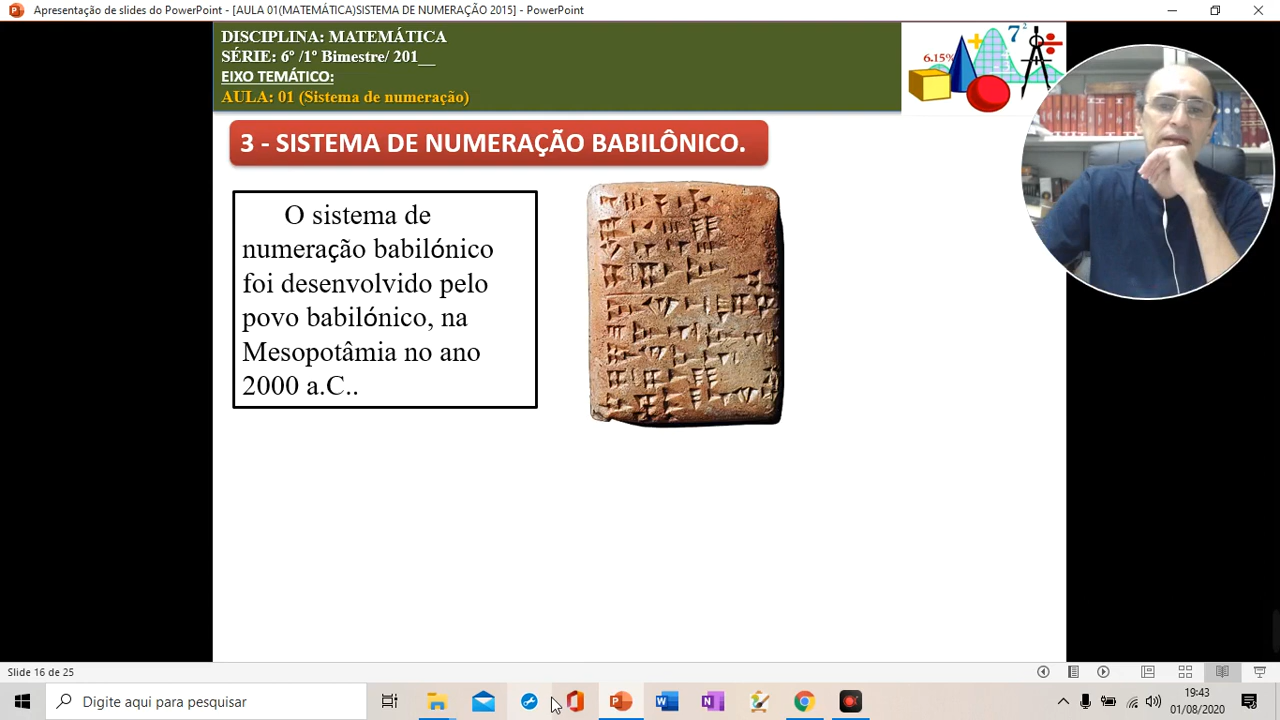 Apresentação de slides do PowerPoint - [AULA 01(MATEMÁTICA)SISTEMA DE NUMERAÇÃO 2015] - PowerPoint
DISCIPLINA: MATEMÁTICA
SÉRIE: 6º /1º Bimestre/ 201__
EIXO TEMÁTICO:
AULA: 01 (Sistema de numeração)
6.15%
7²
3 - SISTEMA DE NUMERAÇÃO BABILÔNICO.
O sistema de
numeração babilónico
foi desenvolvido pelo
povo babilónico, na
Mesopotâmia no ano
2000 a.C..
Slide 16 de 25
Digite aqui para pesquisar
19:43
01/08/2020